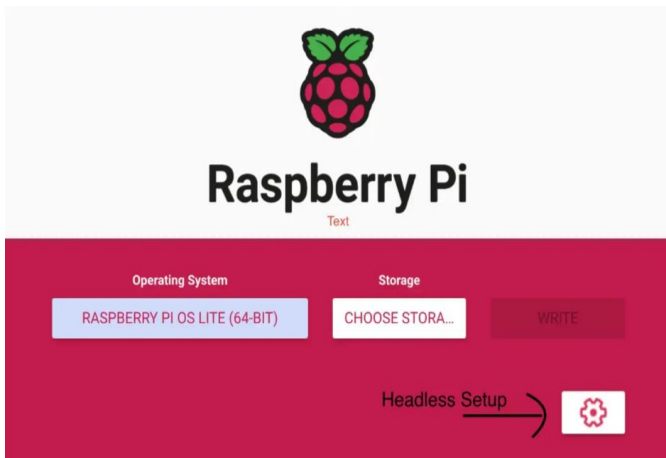 Raspberry Pi
Text
Operating System Storage
RASPBERRY PI OS LITE (64-BIT) CHOOSE STORA... WRITE
Headless Setup